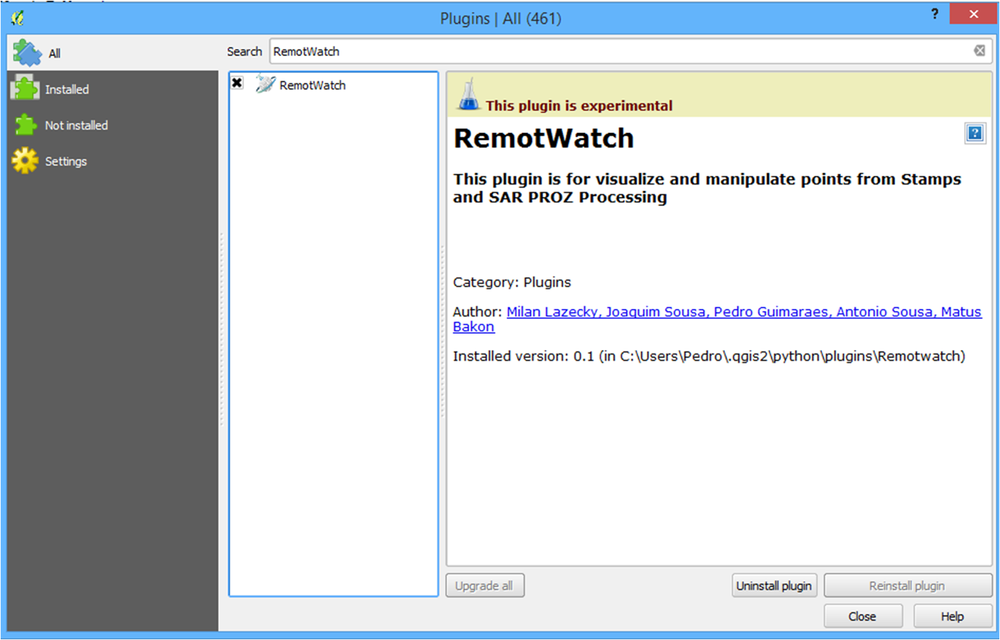 Plugins | All (461)
?
All
Search
RemotWatch
Installed
Not installed
Settings
RemotWatch
This plugin is experimental
RemotWatch
?
This plugin is for visualize and manipulate points from Stamps
and SAR PROZ Processing
Category: Plugins
Author: Milan Lazecky, Joaquim Sousa, Pedro Guimaraes, Antonio Sousa, Matus
Bakon
Installed version: 0.1 (in C:\Users\Pedro\.qgis2\python\plugins\Remotwatch)
Upgrade all
Uninstall plugin
Reinstall plugin
Close
Help